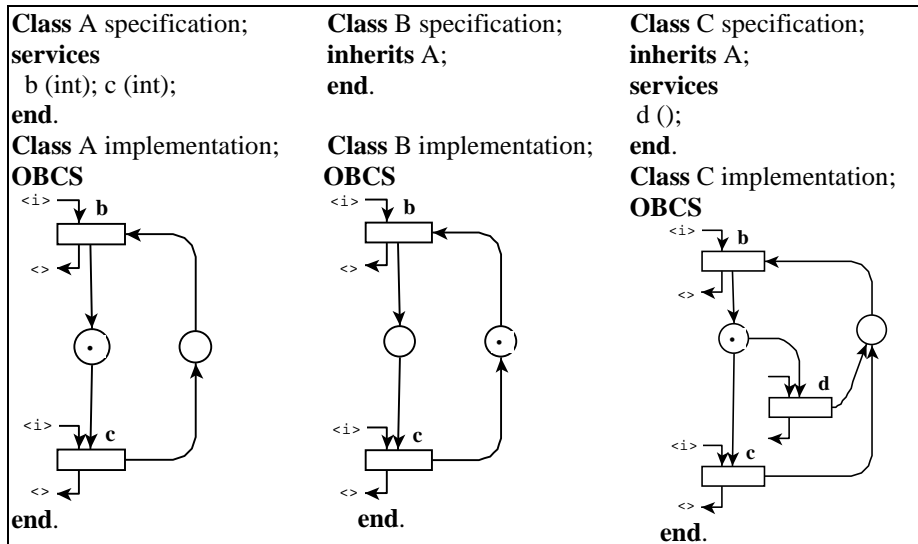 Class A specification;
services
b (int); c (int);
end.
Class A implementation;
OBCS
<i>
b
<>
<i>
c
<>
end.
Class B specification;
inherits A;
end.
Class B implementation;
OBCS
<i>
b
<>
<i>
c
<>
end.
Class C specification;
inherits A;
services
d ();
end.
Class C implementation;
OBCS
<i>
b
<>
d
<i>
c
<>
end.